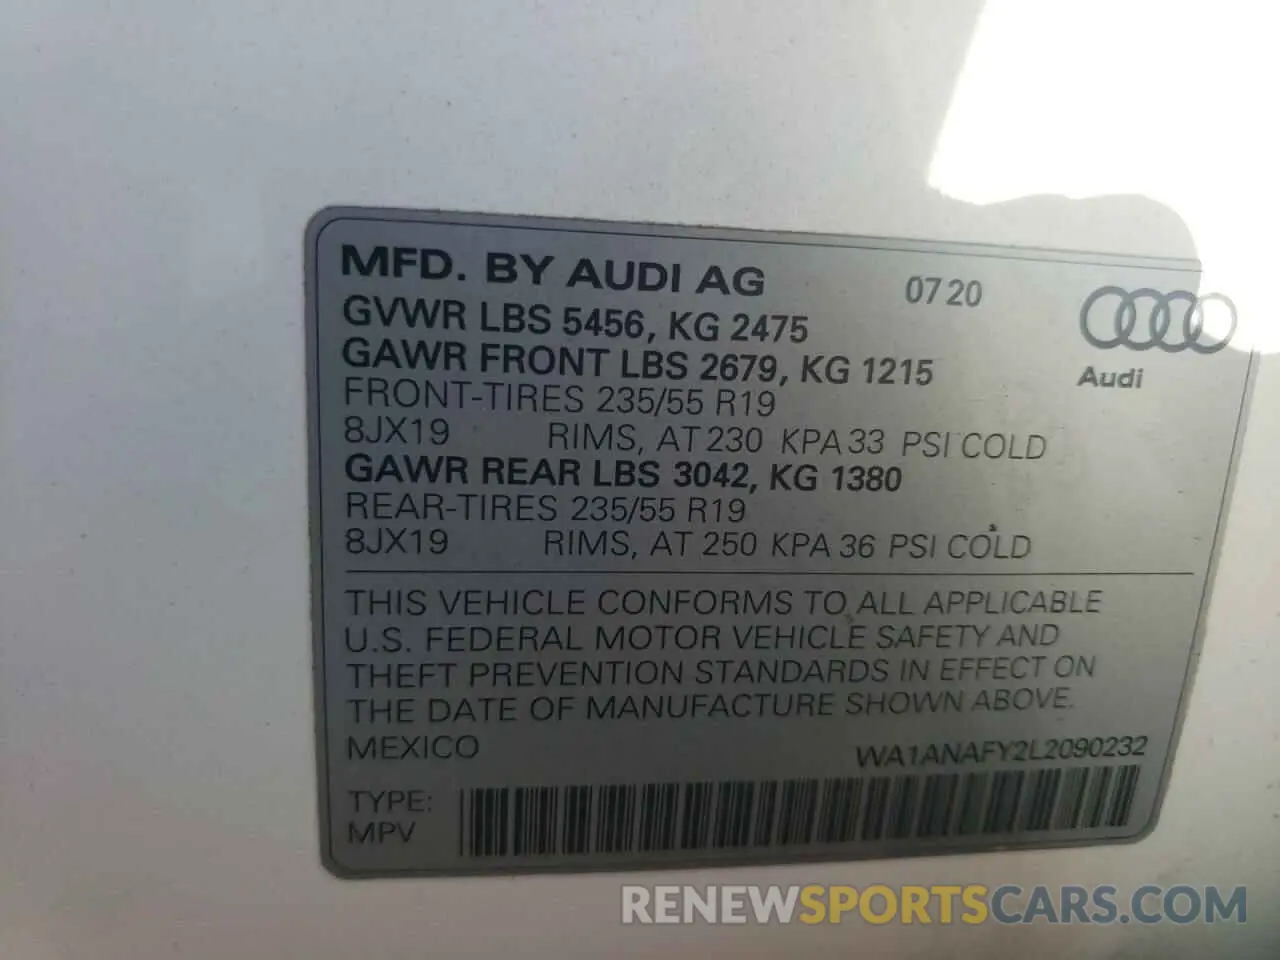 MFD. BY AUDI AG 07 20
GVWR LBS 5456, KG 2475
GAWR FRONT LBS 2679, KG 1215
Audi
FRONT-TIRES 235/55 R19
8JX19 RIMS, AT 230 KPA 33 PSI COLD
GAWR REAR LBS 3042, KG 1380
REAR-TIRES 235/55 R19
8JX19 RIMS, AT 250 KPA 36 PSI COLD
THIS VEHICLE CONFORMS TO ALL APPLICABLE
U.S. FEDERAL MOTOR VEHICLE SAFETY AND
THEFT PREVENTION STANDARDS IN EFFECT ON
THE DATE OF MANUFACTURE SHOWN ABOVE.
MEXICO WA1ANAFY2L2090232
TYPE:
MPV
RENEWSPORTSCARS.COM